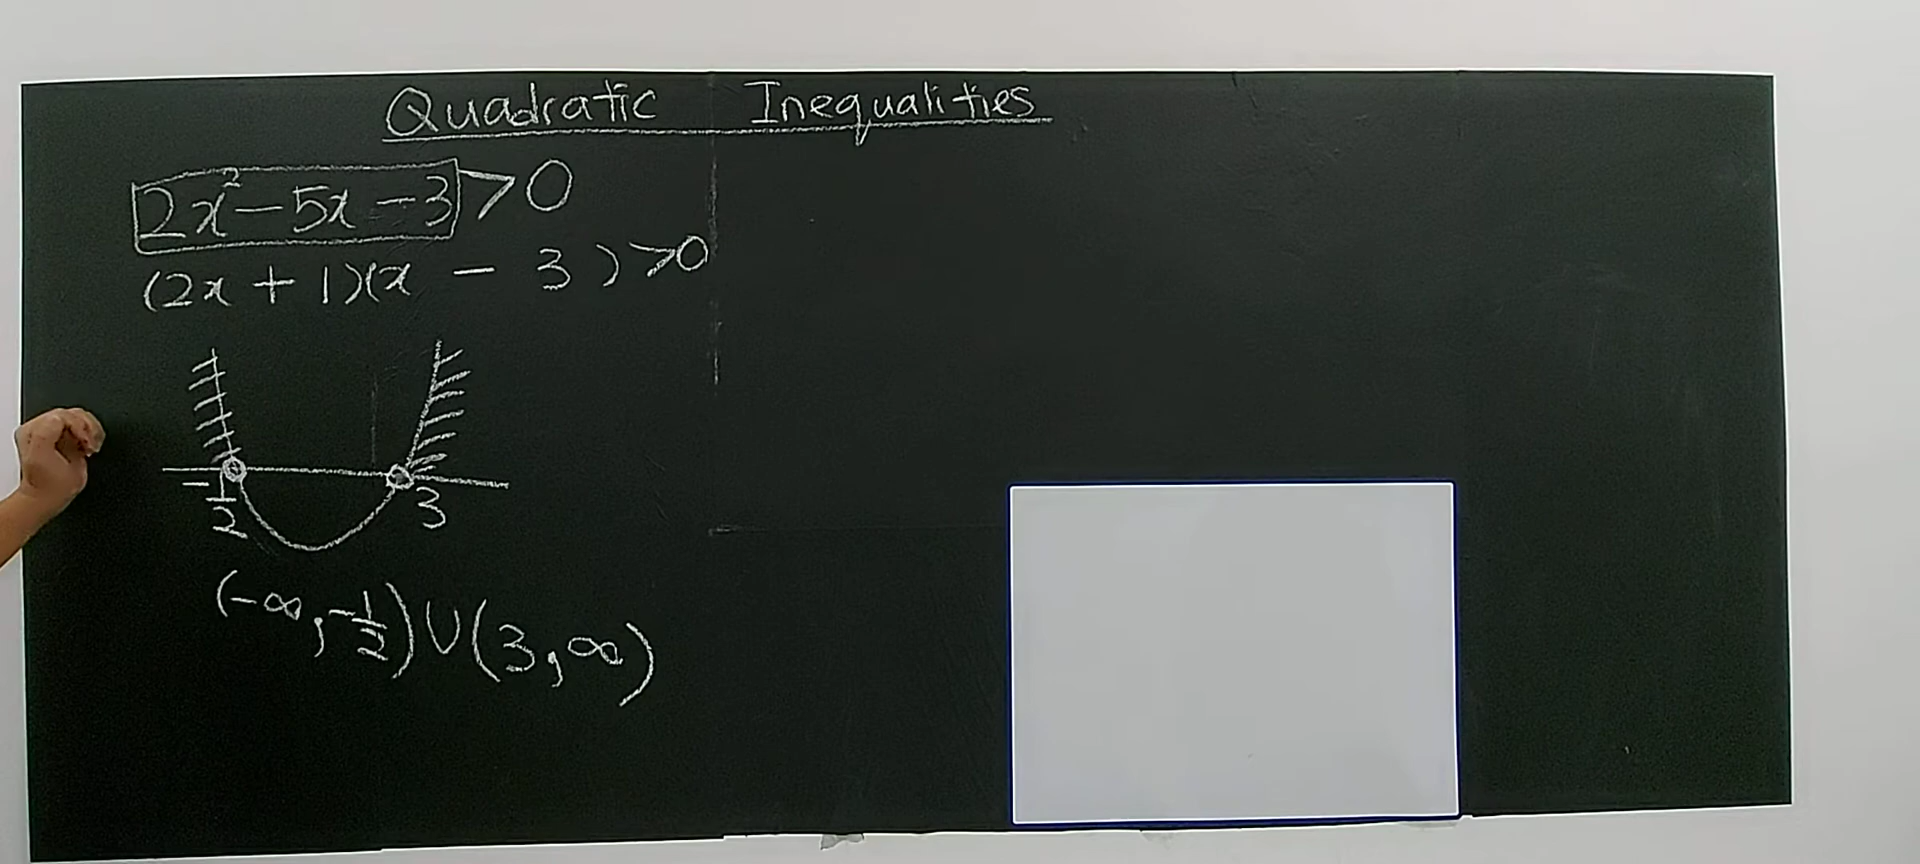 Quadratic Inequalities
2x²-5x-3>0
(2x+1)(x-3)>0
-1/2 3
(-∞,-1/2)∪(3,∞)